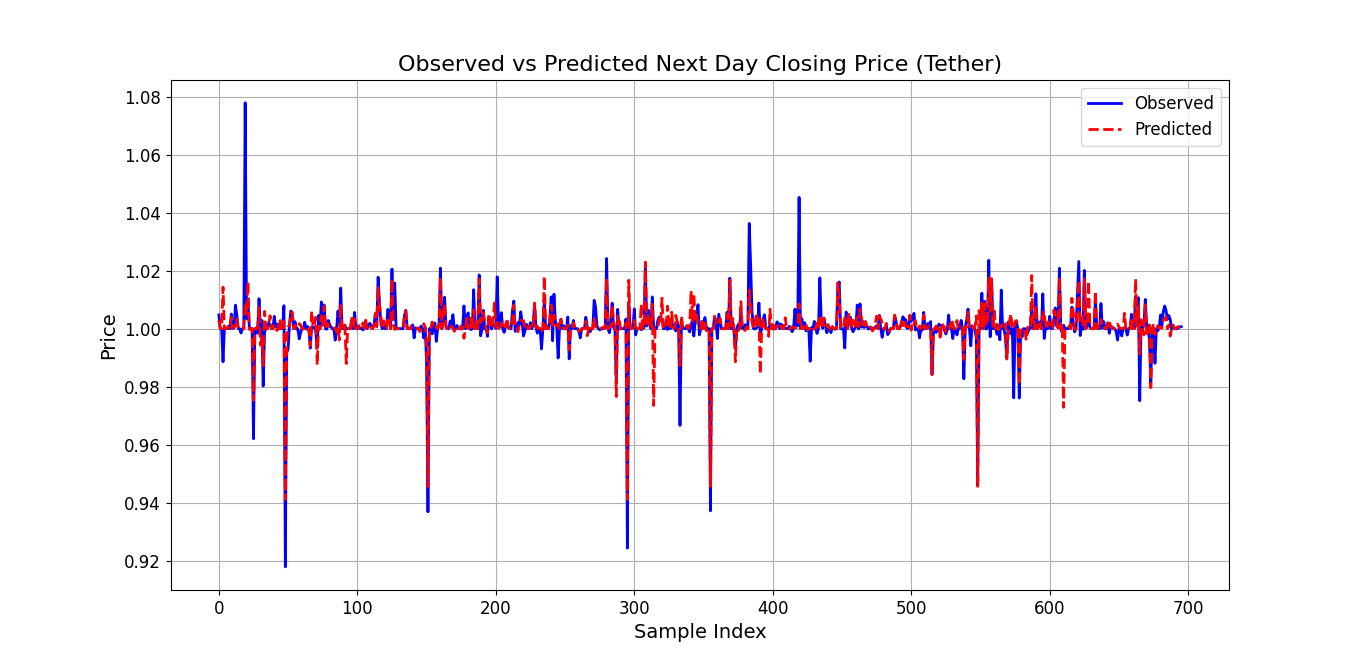 Observed vs Predicted Next Day Closing Price (Tether)
Observed
Predicted
Price
1.08
1.06
1.04
1.02
1.00
0.98
0.96
0.94
0.92
0 100 200 300 400 500 600 700
Sample Index